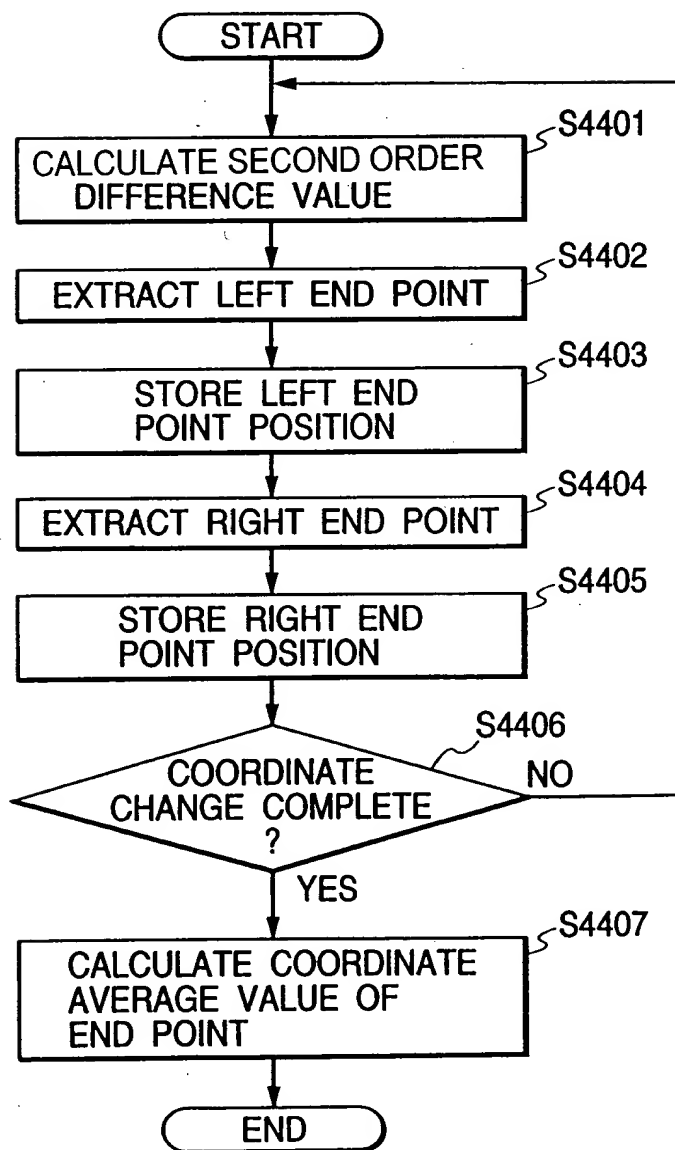 START
S4401
CALCULATE SECOND ORDER
DIFFERENCE VALUE
S4402
EXTRACT LEFT END POINT
S4403
STORE LEFT END
POINT POSITION
S4404
EXTRACT RIGHT END POINT
S4405
STORE RIGHT END
POINT POSITION
S4406
COORDINATE
CHANGE COMPLETE
?
NO
YES
S4407
CALCULATE COORDINATE
AVERAGE VALUE OF
END POINT
END